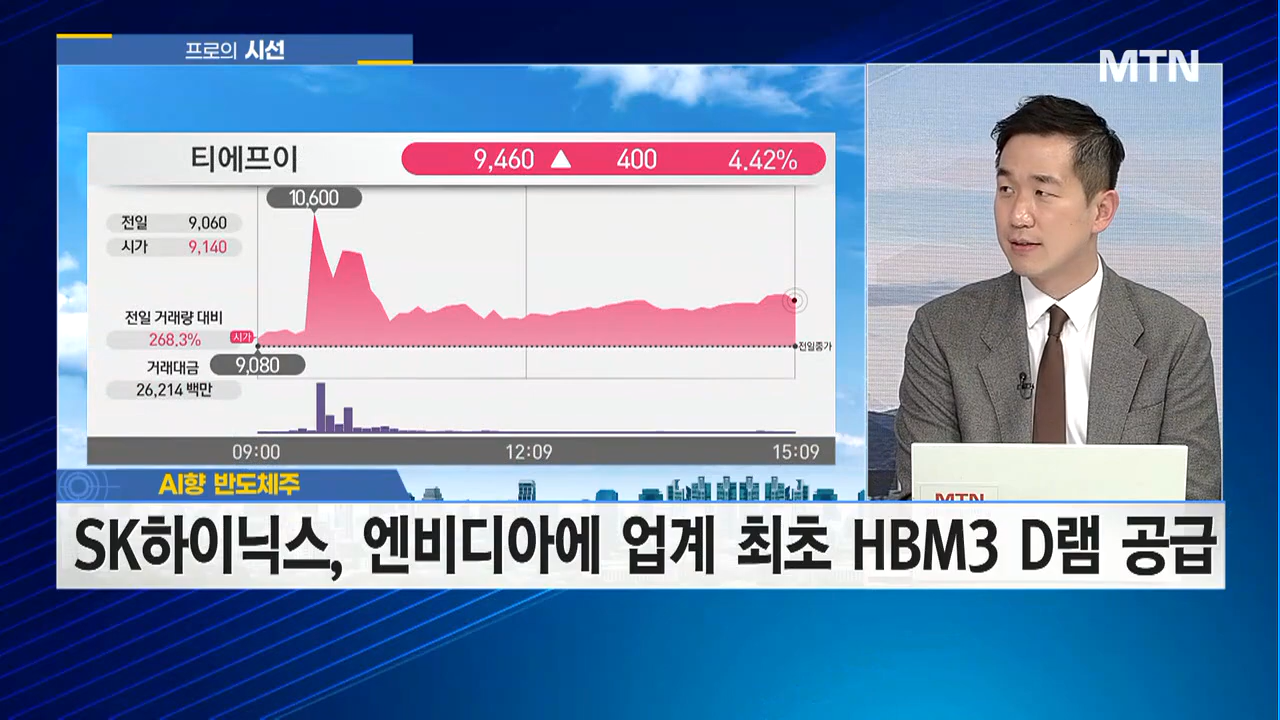 프로의 시선
MTN
티에프이 9,460 ▲ 400 4.42%
10,600
전일 9,060
시가 9,140
전일 거래량 대비
268.3%
시가
전일종가
거래대금
9,080
26,214 백만
09:00 12:09 15:09
AI향 반도체주
MTN
SK하이닉스, 엔비디아에 업계 최초 HBM3 D램 공급